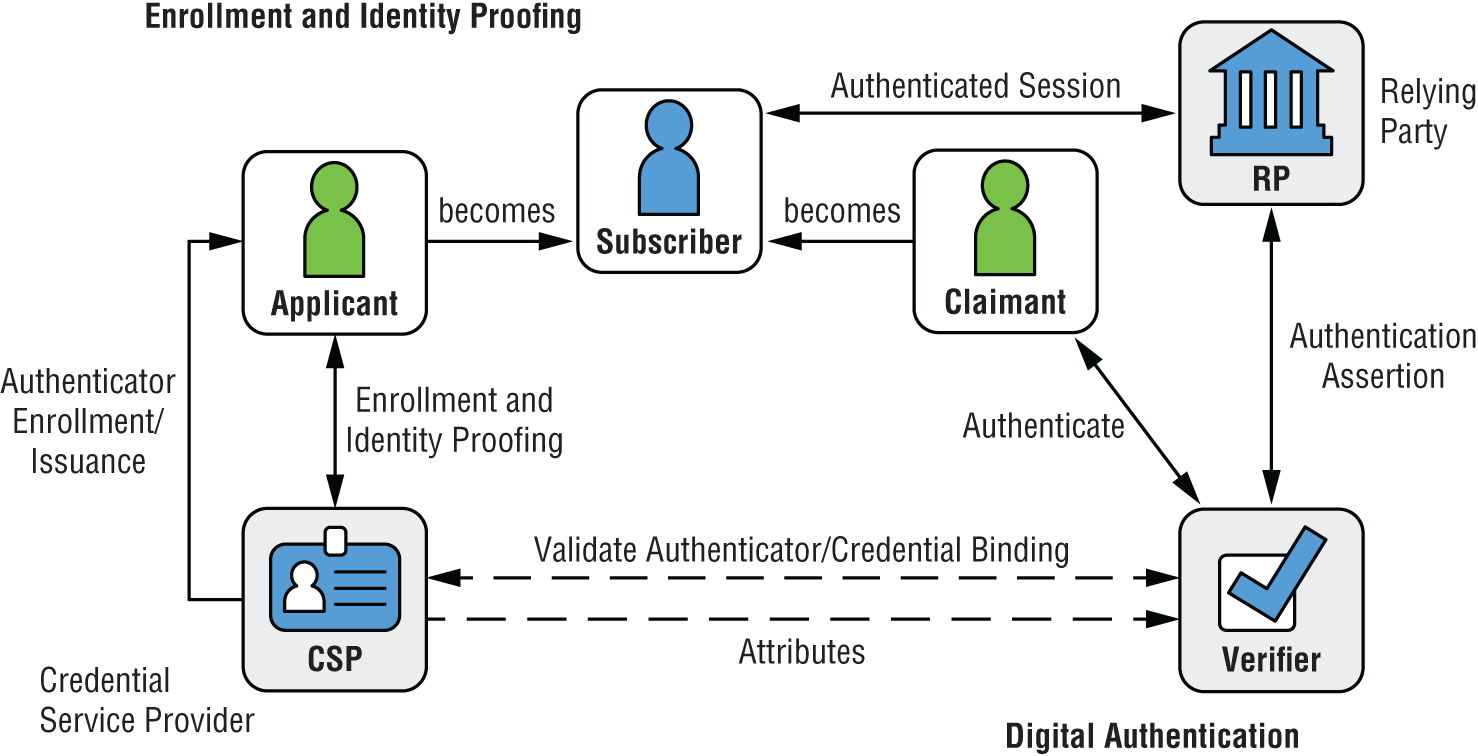 Enrollment and Identity Proofing
Authenticated Session
Relying
Party
RP
becomes
Subscriber
becomes
Applicant
Claimant
Authenticator
Enrollment/
Issuance
Enrollment and
Identity Proofing
Authenticate
Authentication
Assertion
Validate Authenticator/Credential Binding
Attributes
CSP
Verifier
Credential
Service Provider
Digital Authentication